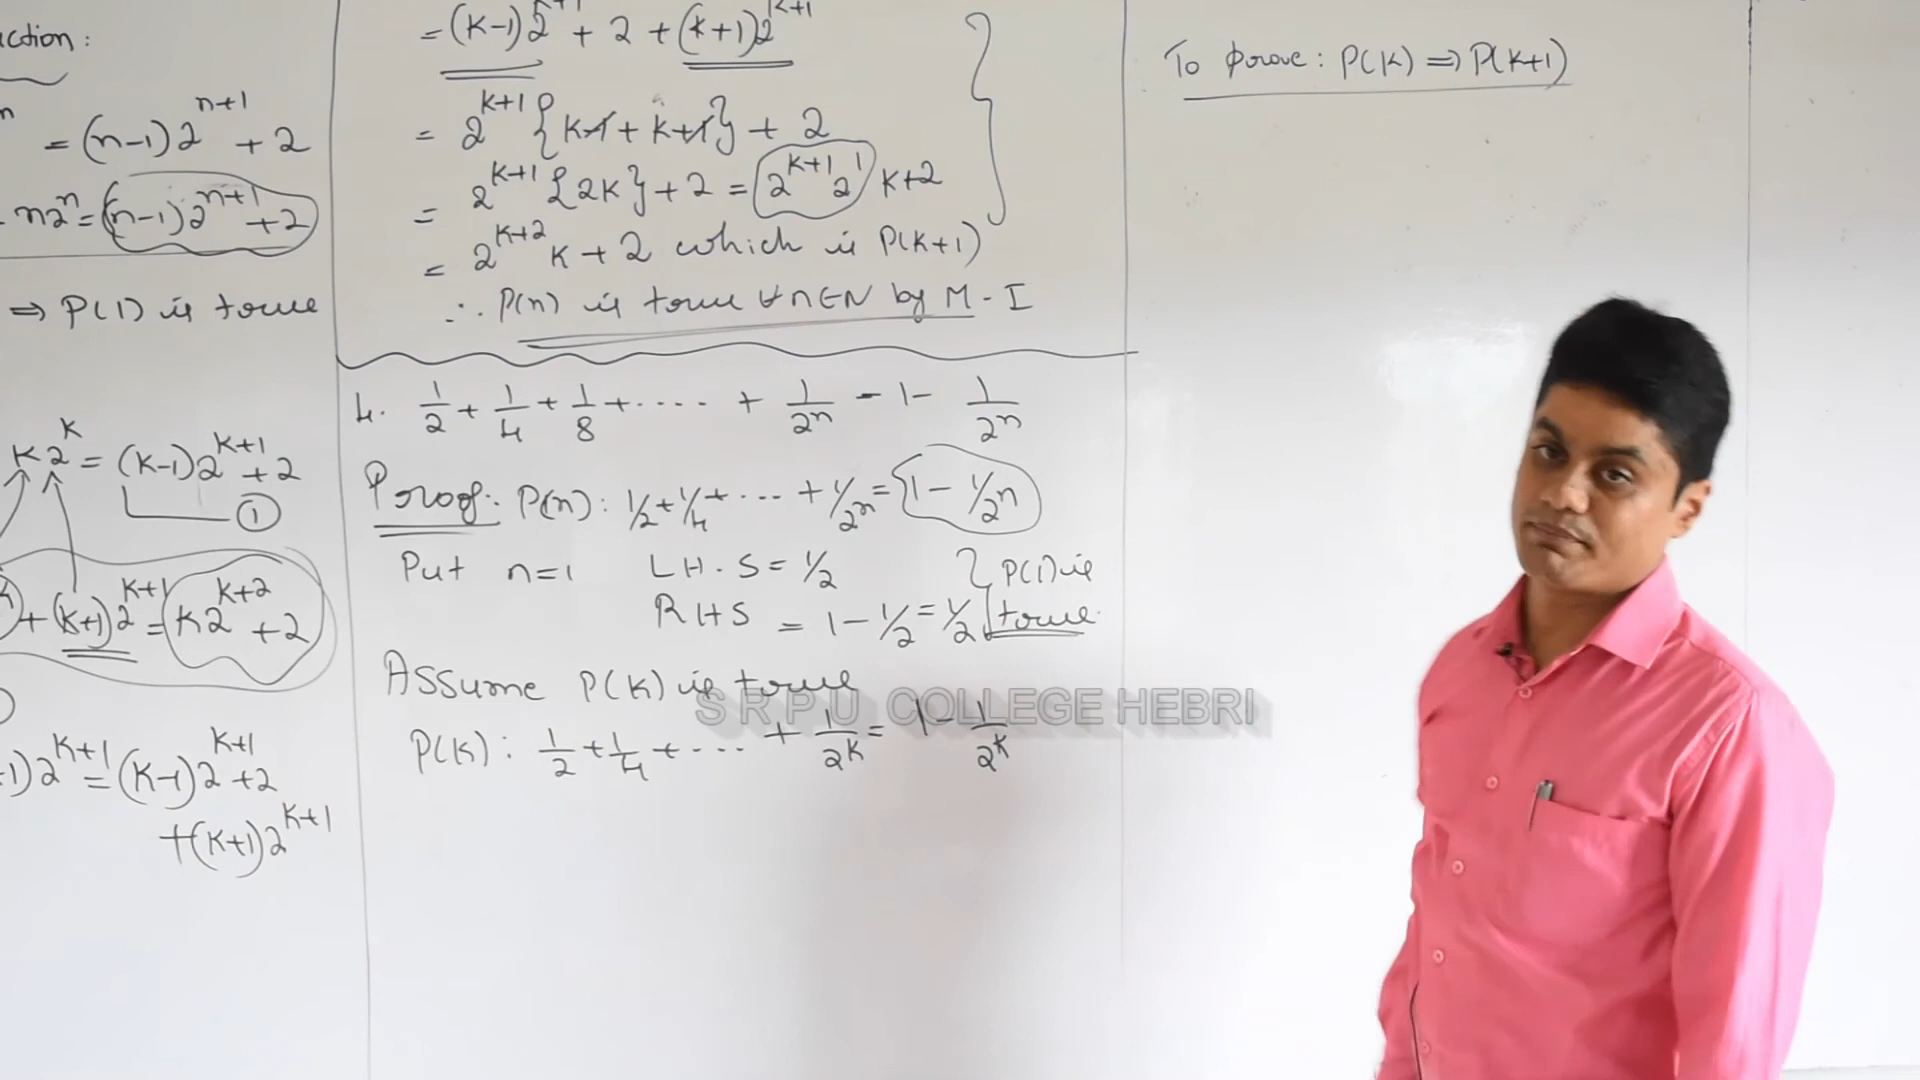 ction:
n = (n-1)2^{n+1} + 2
n2^n = (n-1)2^{n+1} + 2
⇒ P(1) is true
k2^k = (k-1)2^{k+1} + 2
①
+ (k+1)2^{k+1} = k2^{k+2} + 2
1)2^{k+1} = (k-1)2^{k+1} + 2
+ (k+1)2^{k+1}
= (k-1)2^{k+1} + 2 + (k+1)2^{k+1}
= 2^{k+1} {k-1 + k+1} + 2
= 2^{k+1} {2k} + 2 = 2^{k+1} 2^1 k+2
= 2^{k+2} k + 2 which is P(k+1)
∴ P(n) is true ∀ n∈N by M-I
4. 1/2 + 1/4 + 1/8 + .... + 1/2^n = 1 - 1/2^n
Proof: P(n): 1/2 + 1/4 + ... + 1/2^n = 1 - 1/2^n
Put n=1 LH.S = 1/2 } P(1) is
RHS = 1 - 1/2 = 1/2 true.
Assume P(k) is true
P(k): 1/2 + 1/4 + ... + 1/2^k = 1 - 1/2^k
To prove: P(k) ⇒ P(k+1)
S R P U COLLEGE HEBRI